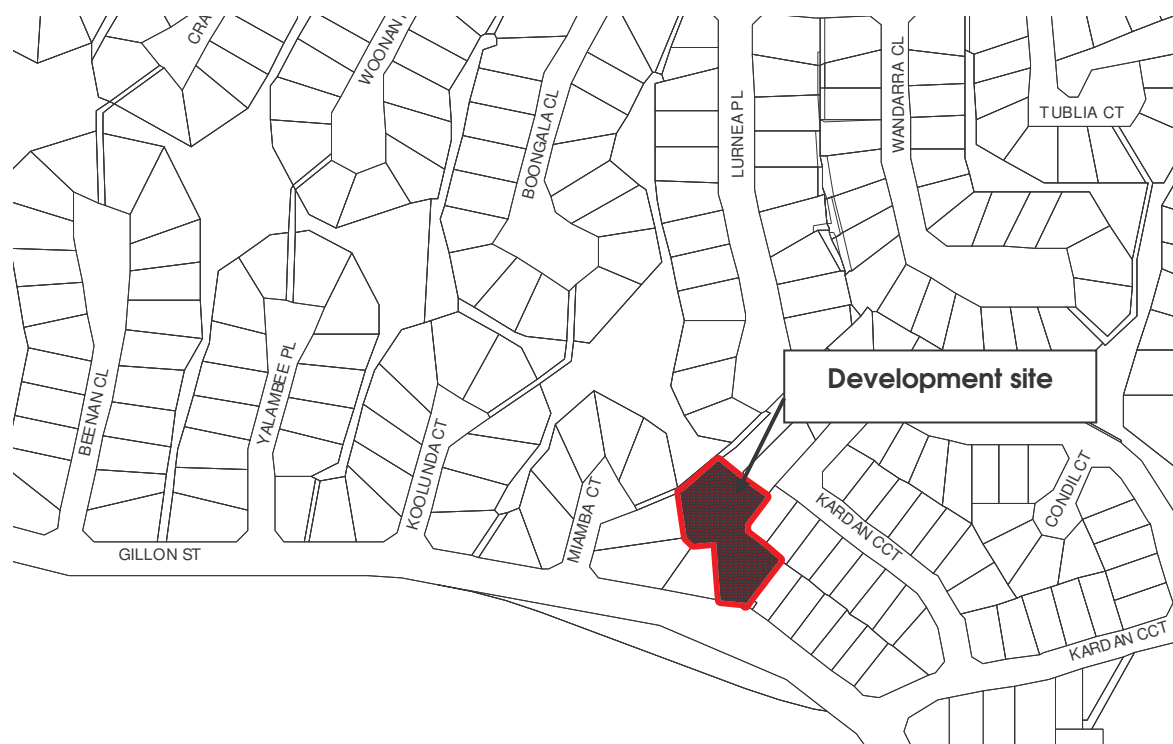 CRA
WOONAN
BOONGALA CL
LURNEA PL
WANDARRA CL
TUBLIA CT
Development site
BEENAN CL
YALAMBEE PL
KOOLUNDA CT
MIAMBA CT
KARDAN CCT
CONDIL CT
GILLON ST
KARDAN CCT